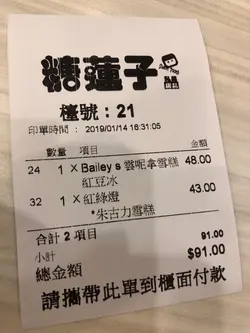 糖蓮子
檯號：21
印單時間： 2019/01/14 16:31:05
數量 項目 金額
24 1 X Bailey s 雲呢拿雪糕 48.00
紅豆冰
32 1 X 紅綠燈 43.00
*朱古力雪糕
合計 2 項目 91.00
小計 $91.00
總金額
請攜帶此單到櫃面付款